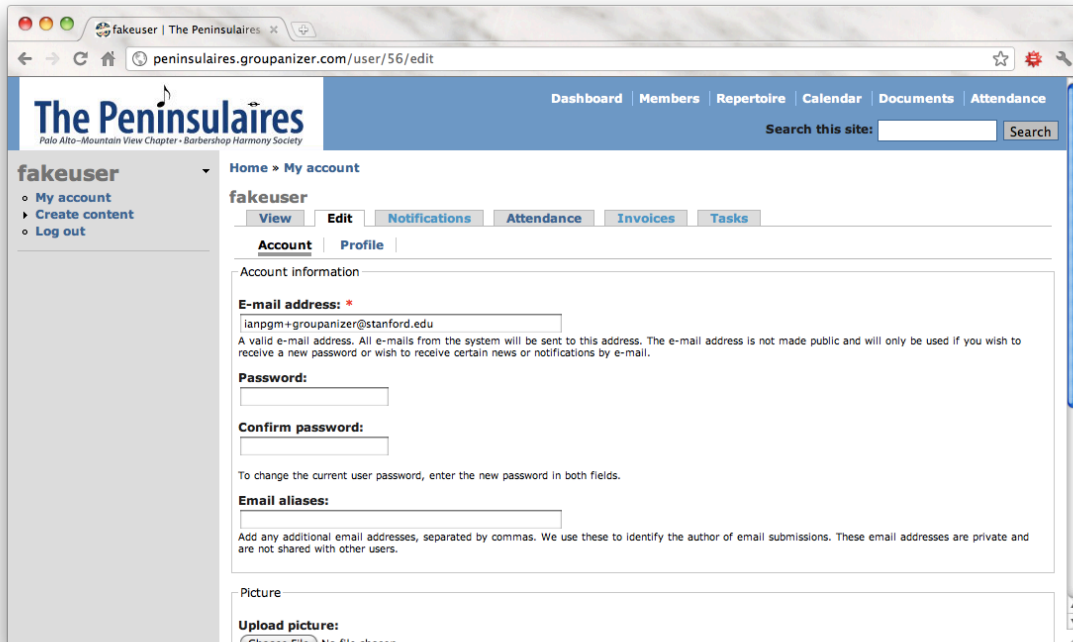 fakeuser | The Peninsulaires
peninsulaires.groupanizer.com/user/56/edit
The Peninsulaires
Palo Alto–Mountain View Chapter • Barbershop Harmony Society
Dashboard Members Repertoire Calendar Documents Attendance
Search this site: Search
fakeuser
My account
Create content
Log out
Home » My account
fakeuser
View Edit Notifications Attendance Invoices Tasks
Account Profile
Account information
E-mail address: *
ianpgm+groupanizer@stanford.edu
A valid e-mail address. All e-mails from the system will be sent to this address. The e-mail address is not made public and will only be used if you wish to
receive a new password or wish to receive certain news or notifications by e-mail.
Password:
Confirm password:
To change the current user password, enter the new password in both fields.
Email aliases:
Add any additional email addresses, separated by commas. We use these to identify the author of email submissions. These email addresses are private and
are not shared with other users.
Picture
Upload picture:
Choose File No file chosen